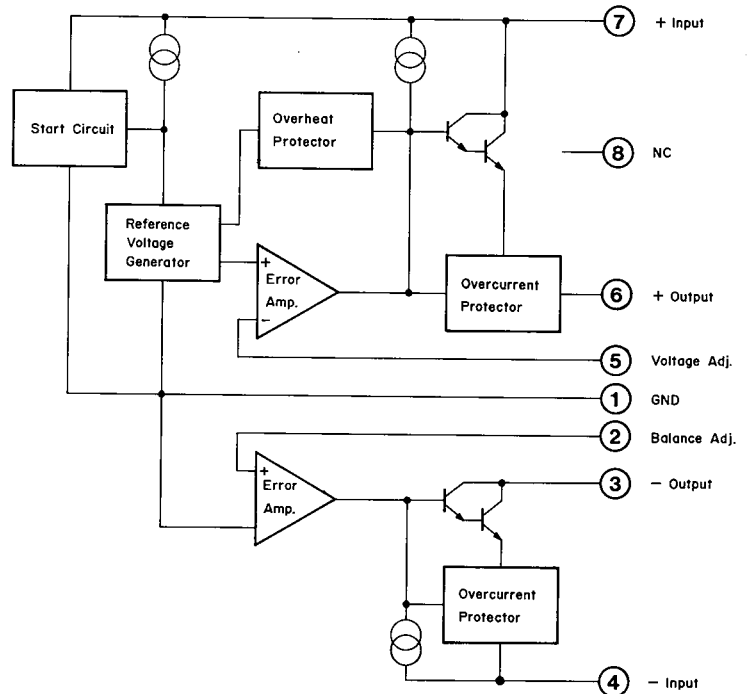 7 + Input
Start Circuit
Overheat
Protector
8 NC
Reference
Voltage
Generator
+
Error
Amp.
−
Overcurrent
Protector
6 + Output
5 Voltage Adj.
1 GND
2 Balance Adj.
+
Error
Amp.
3 − Output
Overcurrent
Protector
4 − Input